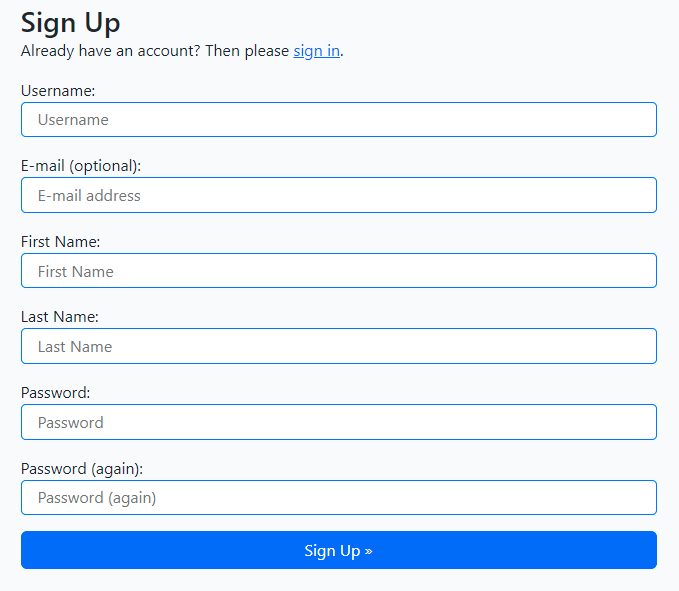 Sign Up
Already have an account? Then please sign in.
Username:
Username
E-mail (optional):
E-mail address
First Name:
First Name
Last Name:
Last Name
Password:
Password
Password (again):
Password (again)
Sign Up »